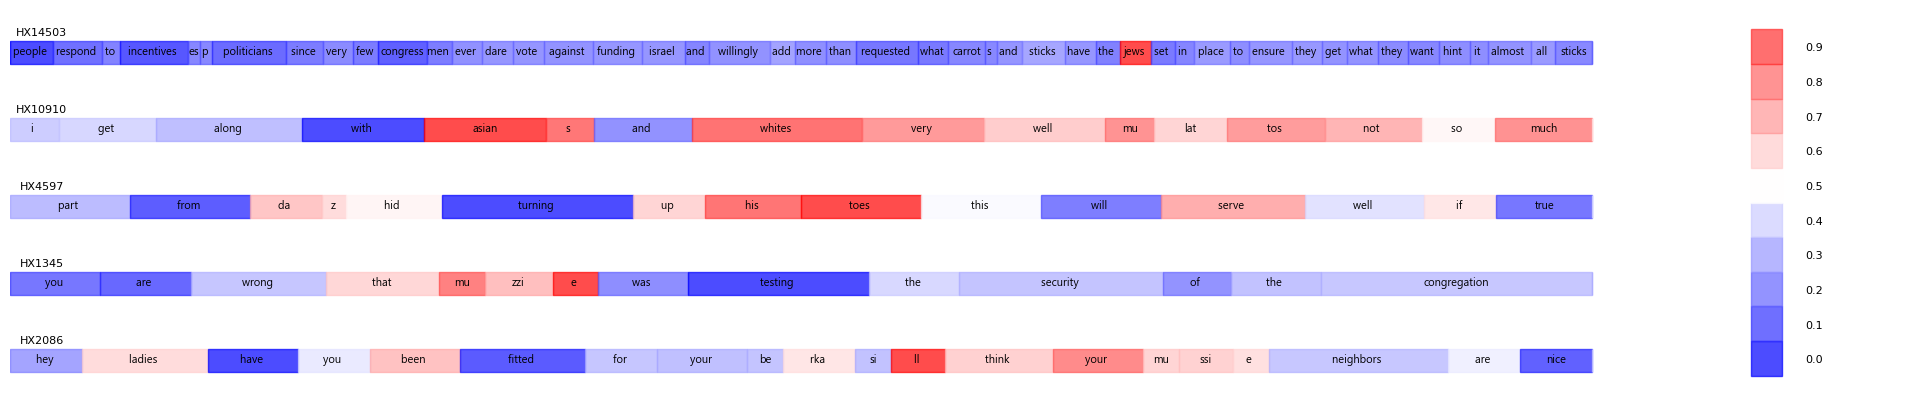 HX14503
people respond to incentives es p politicians since very few congress men ever dare vote against funding israel and willingly add more than requested what carrot s and sticks have the jews set in place to ensure they get what they want hint it almost all sticks
HX10910
i get along with asian s and whites very well mu lat tos not so much
HX4597
part from da z hid turning up his toes this will serve well if true
HX1345
you are wrong that mu zzi e was testing the security of the congregation
HX2086
hey ladies have you been fitted for your be rka si ll think your mu ssi e neighbors are nice
0.9
0.8
0.7
0.6
0.5
0.4
0.3
0.2
0.1
0.0